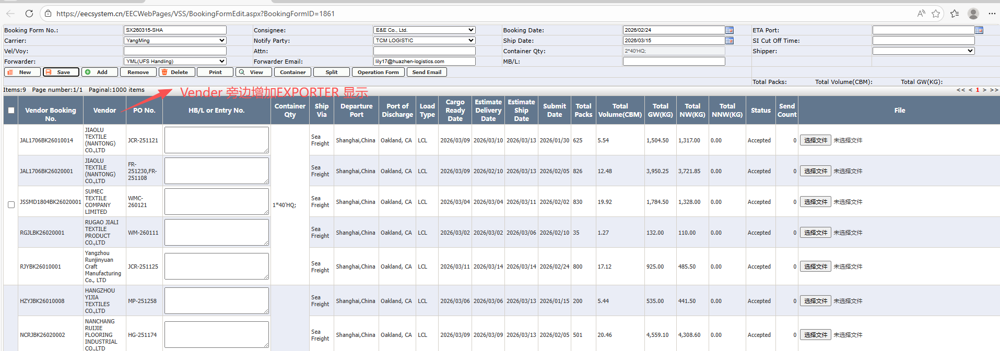 https://eecsystem.cn/EECWebPages/VSS/BookingFormEdit.aspx?BookingFormID=1861
Booking Form No.: SX260315-SHA Consignee: E&E Co., Ltd. Booking Date: 2026/02/24 ETA Port:
Carrier: YangMing Notify Party: TCM LOGISTIC Ship Date: 2026/03/15 SI Cut Off Time:
Vel/Voy: Attn: Container Qty: 2*40'HQ; Shipper:
Forwarder: YML(UFS Handling) Forwarder Email: lily17@huazhen-logistics.com MB/L:
New Save Add Remove Delete Print View Container Split Operation Form Send Email
Total Packs: Total Volume(CBM): Total GW(KG):
Items:9 Page number:1/1 Paginal:1000 items << < 1 > >>
Vender 旁边增加EXPORTER 显示
Vendor Booking No. Vendor PO No. HB/L or Entry No. Container Qty Ship Via Departure Port Port of Discharge Load Type Cargo Ready Date Estimate Delivery Date Estimate Ship Date Submit Date Total Packs Total Volume(CBM) Total GW(KG) Total NW(KG) Total NNW(KG) Status Send Count File
JAL1706BK26010014 JIAOLU TEXTILE (NANTONG) CO.,LTD JCR-251121 Sea Freight Shanghai,China Oakland, CA LCL 2026/03/09 2026/03/10 2026/03/13 2026/01/30 625 5.54 1,504.50 1,317.00 0.00 Accepted 0 选择文件 未选择文件
JAL1706BK26020001 JIAOLU TEXTILE (NANTONG) CO.,LTD FR-251230,FR-251108 Sea Freight Shanghai,China Oakland, CA LCL 2026/03/09 2026/02/10 2026/03/13 2026/02/05 826 12.48 3,950.25 3,721.85 0.00 Accepted 0 选择文件 未选择文件
JSSMD1804BK26020001 SUMEC TEXTILE COMPANY LIMITED WMC-260121 1*40'HQ; Sea Freight Shanghai,China Oakland, CA LCL 2026/03/04 2026/03/04 2026/03/11 2026/02/02 830 19.92 1,784.50 1,328.00 0.00 Accepted 0 选择文件 未选择文件
RGJLBK26020001 RUGAO JIALI TEXTILE PRODUCT CO.,LTD WM-260111 Sea Freight Shanghai,China Oakland, CA LCL 2026/03/02 2026/03/02 2026/03/06 2026/02/10 35 1.27 132.00 110.00 0.00 Accepted 0 选择文件 未选择文件
RJYBK26010001 Yangzhou Runjinyuan Craft Manufacturing Co., LTD JCR-251125 Sea Freight Shanghai,China Oakland, CA LCL 2026/03/11 2026/03/14 2026/03/14 2026/02/24 800 17.12 925.00 485.50 0.00 Accepted 0 选择文件 未选择文件
HZYJBK26010008 HANGZHOU YIJIA TEXTILES CO.,LTD MP-251258 Sea Freight Shanghai,China Oakland, CA LCL 2026/03/06 2026/03/06 2026/03/13 2026/01/15 200 5.44 535.00 441.50 0.00 Accepted 0 选择文件 未选择文件
NCRJBK26020002 NANCHANG RUIJIE FLOORING INDUSTRIAL CO.,LTD HG-251174 Sea Freight Shanghai,China Oakland, CA LCL 2026/03/09 2026/03/09 2026/03/13 2026/02/05 501 20.46 4,559.10 4,308.60 0.00 Accepted 0 选择文件 未选择文件